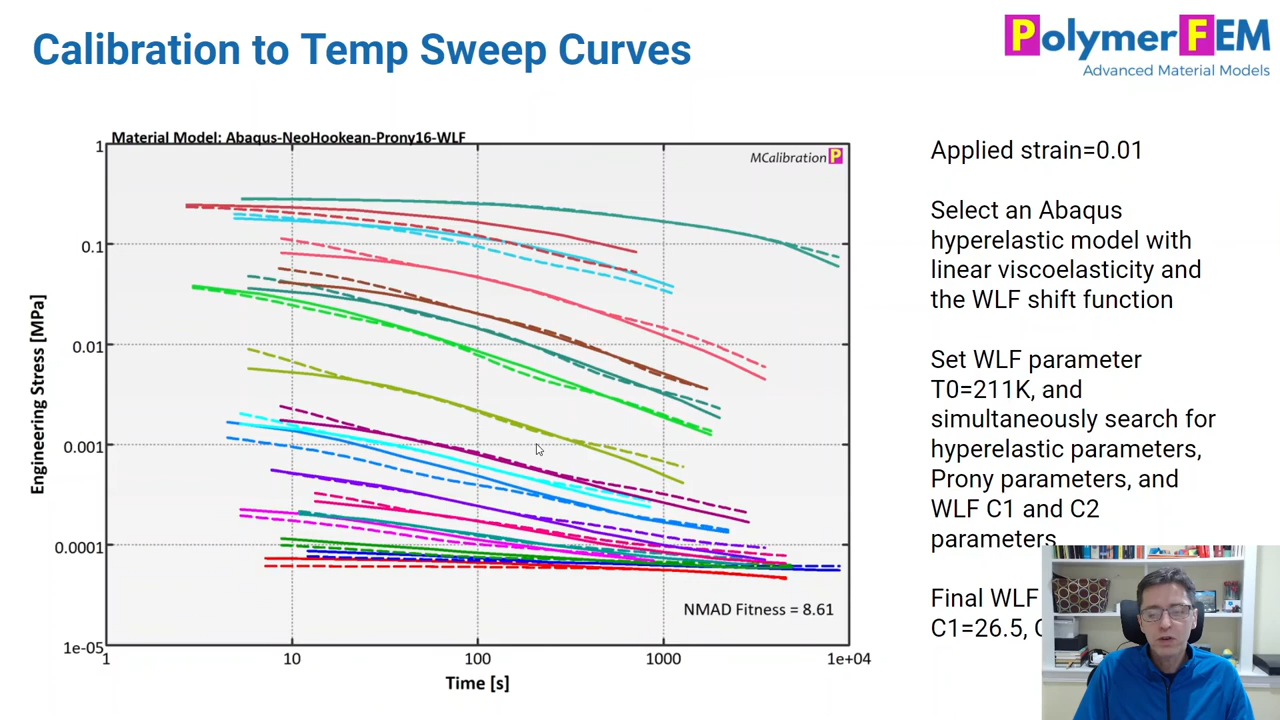 Calibration to Temp Sweep Curves
PolymerFEM
Advanced Material Models
Material Model: Abaqus-NeoHookean-Prony16-WLF
MCalibration P
1
0.1
0.01
0.001
0.0001
1e-05
Engineering Stress [MPa]
NMAD Fitness = 8.61
1
10
100
1000
1e+04
Time [s]
Applied strain=0.01
Select an Abaqus
hyperelastic model with
linear viscoelasticity and
the WLF shift function
Set WLF parameter
T0=211K, and
simultaneously search for
hyperelastic parameters,
Prony parameters, and
WLF C1 and C2
parameters
Final WLF
C1=26.5,